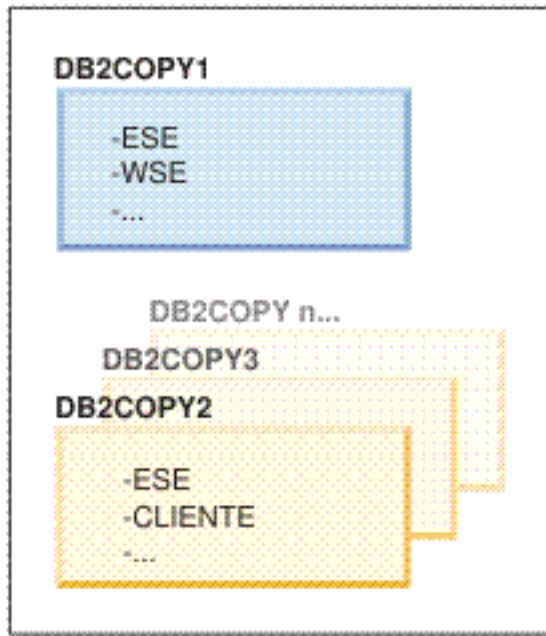 DB2COPY1
-ESE
-WSE
-...
DB2COPY n...
DB2COPY3
DB2COPY2
-ESE
-CLIENTE
-...